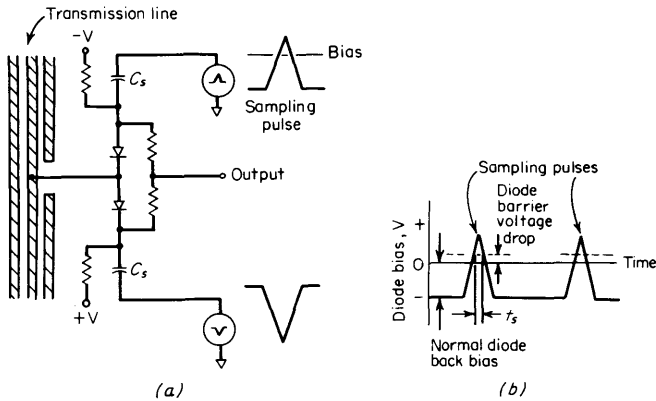 Transmission line
−V
Cs
Bias
Sampling
pulse
Output
Cs
+V
(a)
Sampling pulses
Diode
barrier
voltage
drop
Diode bias, V
+
0
−
Time
ts
Normal diode
back bias
(b)